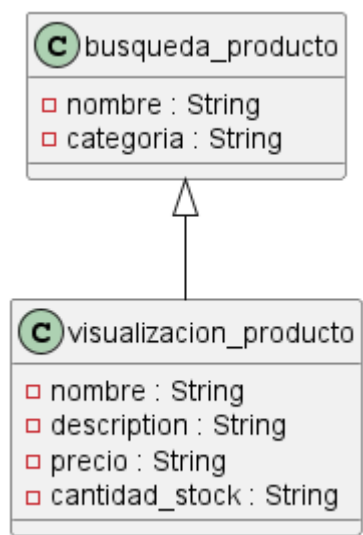 C busqueda_producto
nombre : String
categoria : String
C visualizacion_producto
nombre : String
description : String
precio : String
cantidad_stock : String